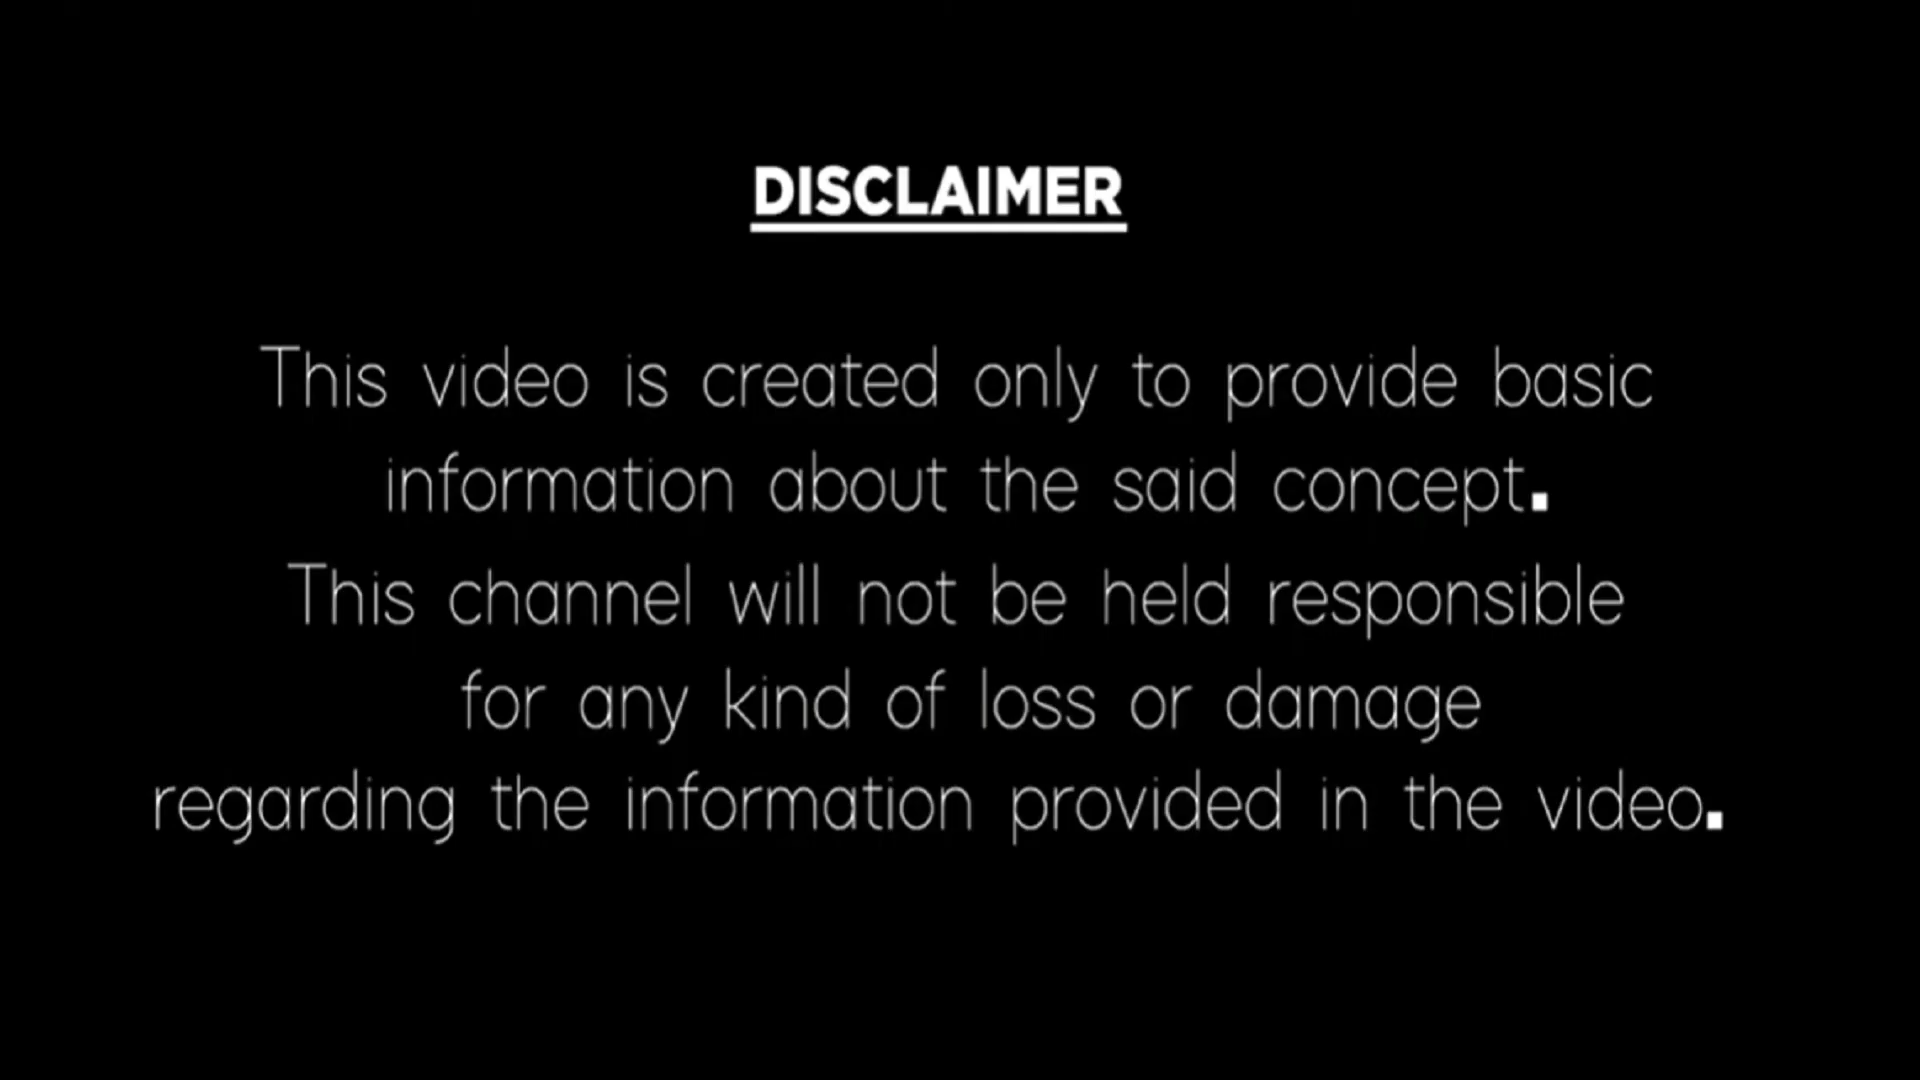 DISCLAIMER
This video is created only to provide basic
information about the said concept.
This channel will not be held responsible
for any kind of loss or damage
regarding the information provided in the video.